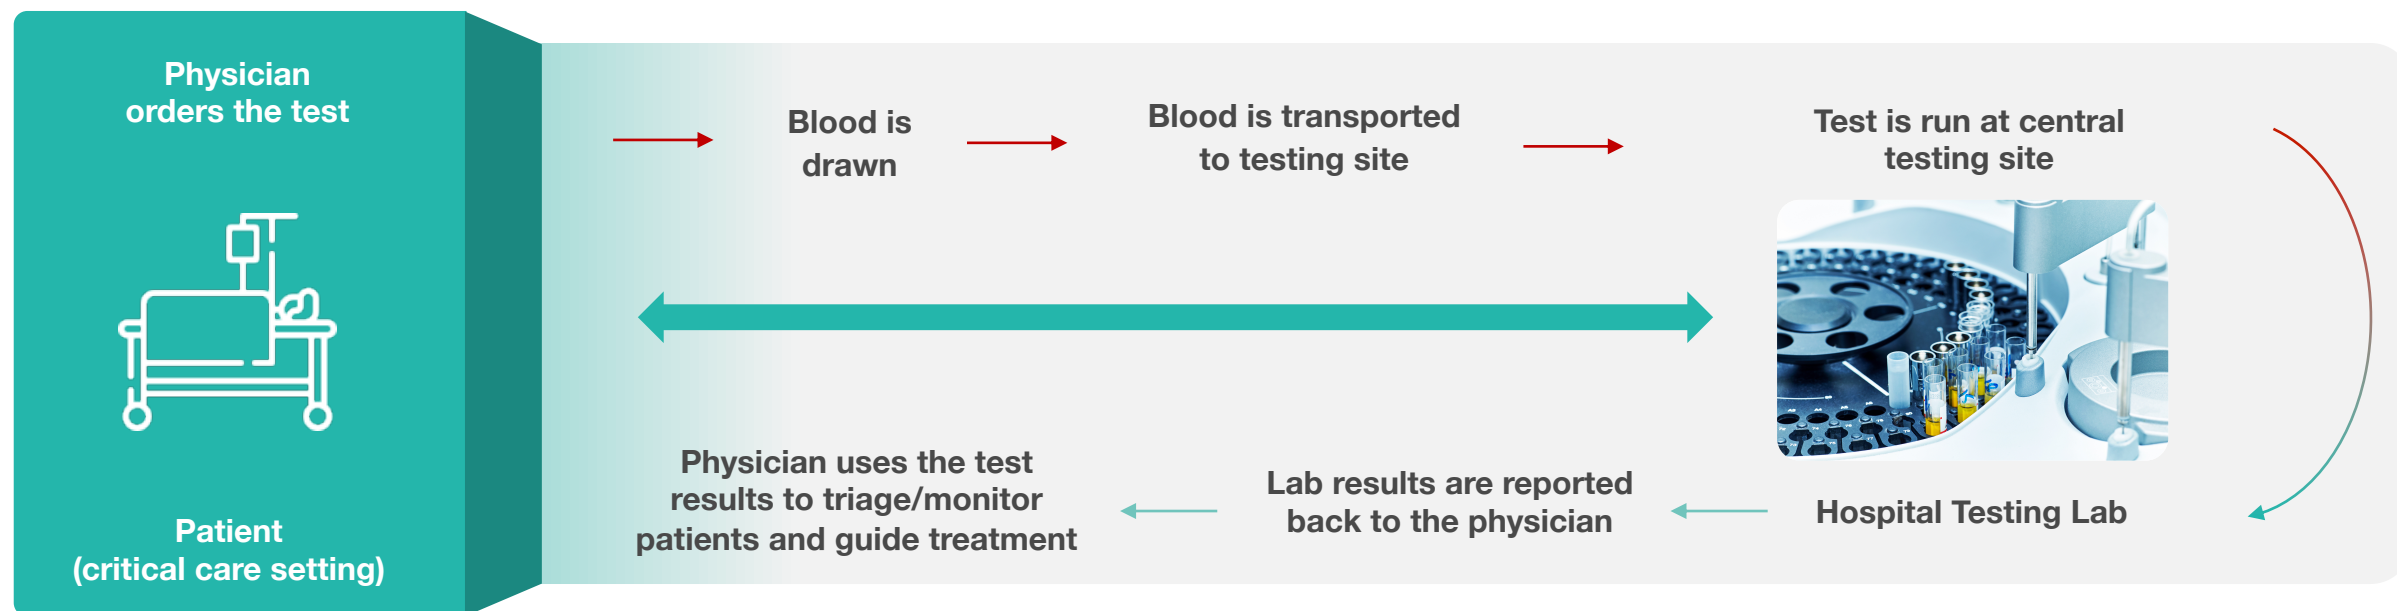 Physician
orders the test
Patient
(critical care setting)
Blood is
drawn
Blood is transported
to testing site
Test is run at central
testing site
Hospital Testing Lab
Lab results are reported
back to the physician
Physician uses the test
results to triage/monitor
patients and guide treatment